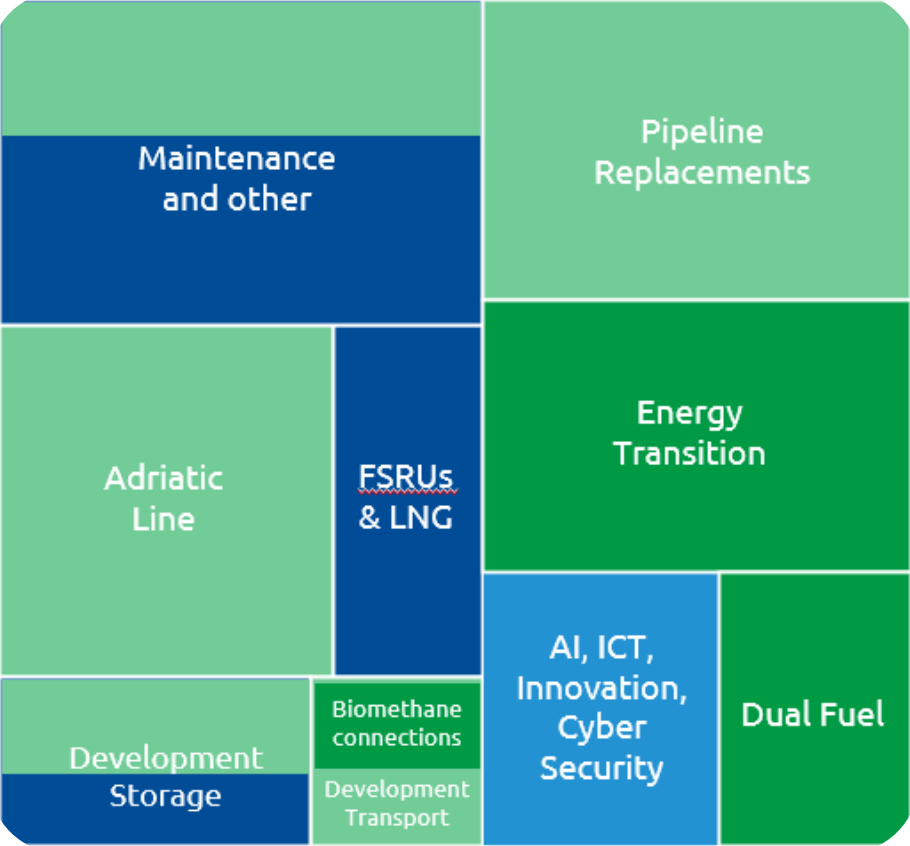 Maintenance
and other
Pipeline
Replacements
Adriatic
Line
FSRUs
& LNG
Energy
Transition
Development
Storage
Biomethane
connections
Development
Transport
AI, ICT,
Innovation,
Cyber
Security
Dual Fuel